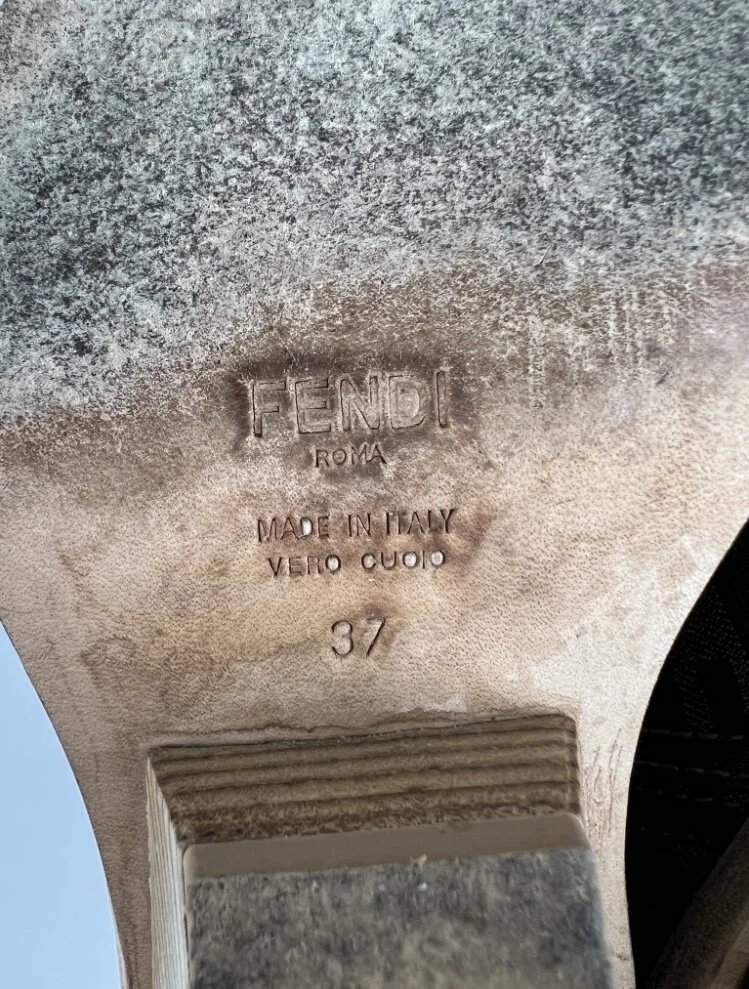 FENDI
ROMA
MADE IN ITALY
VERO CUOIO
37